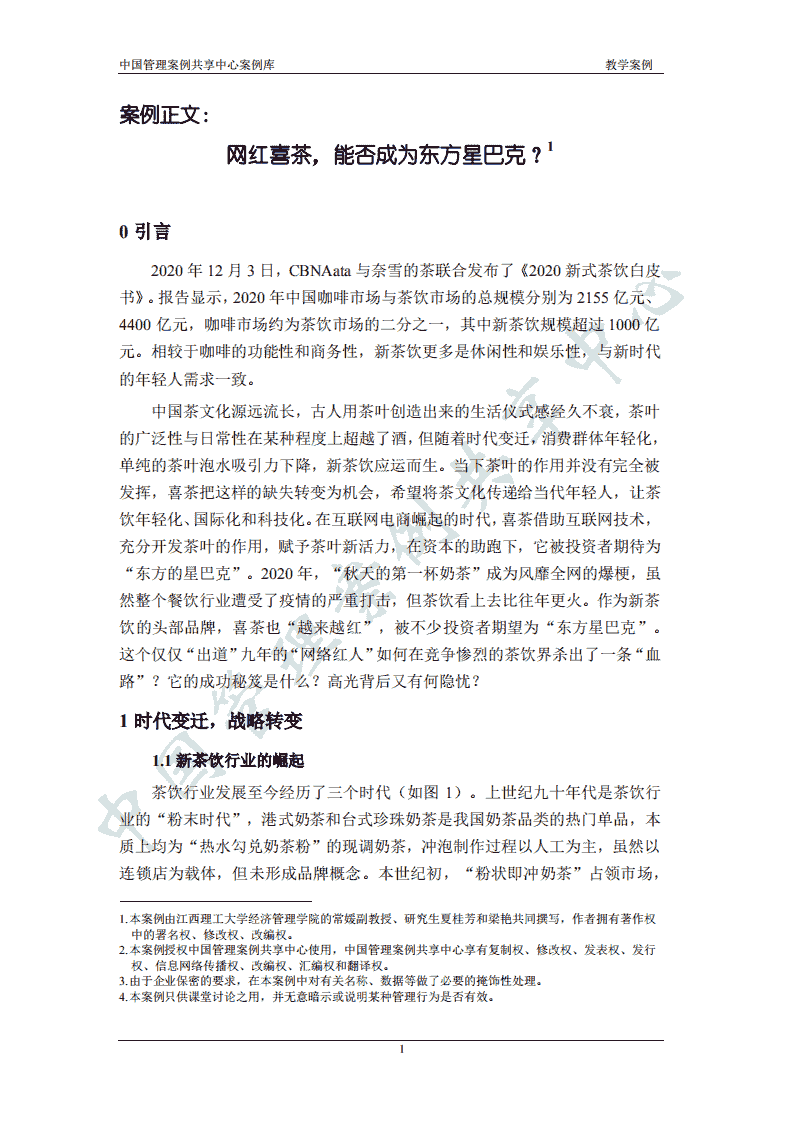 中国管理案例共享中心案例库 教学案例
案例正文：
网红喜茶，能否成为东方星巴克？1
0 引言
2020 年 12 月 3 日，CBNAata 与奈雪的茶联合发布了《2020 新式茶饮白皮
书》。报告显示，2020 年中国咖啡市场与茶饮市场的总规模分别为 2155 亿元、
4400 亿元，咖啡市场约为茶饮市场的二分之一，其中新茶饮规模超过 1000 亿
元。相较于咖啡的功能性和商务性，新茶饮更多是休闲性和娱乐性，与新时代
的年轻人需求一致。
中国茶文化源远流长，古人用茶叶创造出来的生活仪式感经久不衰，茶叶
的广泛性与日常性在某种程度上超越了酒，但随着时代变迁，消费群体年轻化，
单纯的茶叶泡水吸引力下降，新茶饮应运而生。当下茶叶的作用并没有完全被
发挥，喜茶把这样的缺失转变为机会，希望将茶文化传递给当代年轻人，让茶
饮年轻化、国际化和科技化。在互联网电商崛起的时代，喜茶借助互联网技术，
充分开发茶叶的作用，赋予茶叶新活力，在资本的助跑下，它被投资者期待为
“东方的星巴克”。2020 年，“秋天的第一杯奶茶”成为风靡全网的爆梗，虽
然整个餐饮行业遭受了疫情的严重打击，但茶饮看上去比往年更火。作为新茶
饮的头部品牌，喜茶也“越来越红”，被不少投资者期望为“东方星巴克”。
这个仅仅“出道”九年的“网络红人”如何在竞争惨烈的茶饮界杀出了一条“血
路”？它的成功秘笈是什么？高光背后又有何隐忧？
1 时代变迁，战略转变
1.1 新茶饮行业的崛起
茶饮行业发展至今经历了三个时代（如图 1）。上世纪九十年代是茶饮行
业的“粉末时代”，港式奶茶和台式珍珠奶茶是我国奶茶品类的热门单品，本
质上均为“热水勾兑奶茶粉”的现调奶茶，冲泡制作过程以人工为主，虽然以
连锁店为载体，但未形成品牌概念。本世纪初，“粉状即冲奶茶”占领市场，
1.本案例由江西理工大学经济管理学院的常媛副教授、研究生夏桂芳和梁艳共同撰写，作者拥有著作权
中的署名权、修改权、改编权。
2.本案例授权中国管理案例共享中心使用，中国管理案例共享中心享有复制权、修改权、发表权、发行
权、信息网络传播权、改编权、汇编权和翻译权。
3.由于企业保密的要求，在本案例中对有关名称、数据等做了必要的掩饰性处理。
4.本案例只供课堂讨论之用，并无意暗示或说明某种管理行为是否有效。
1
中国管理案例共享中心